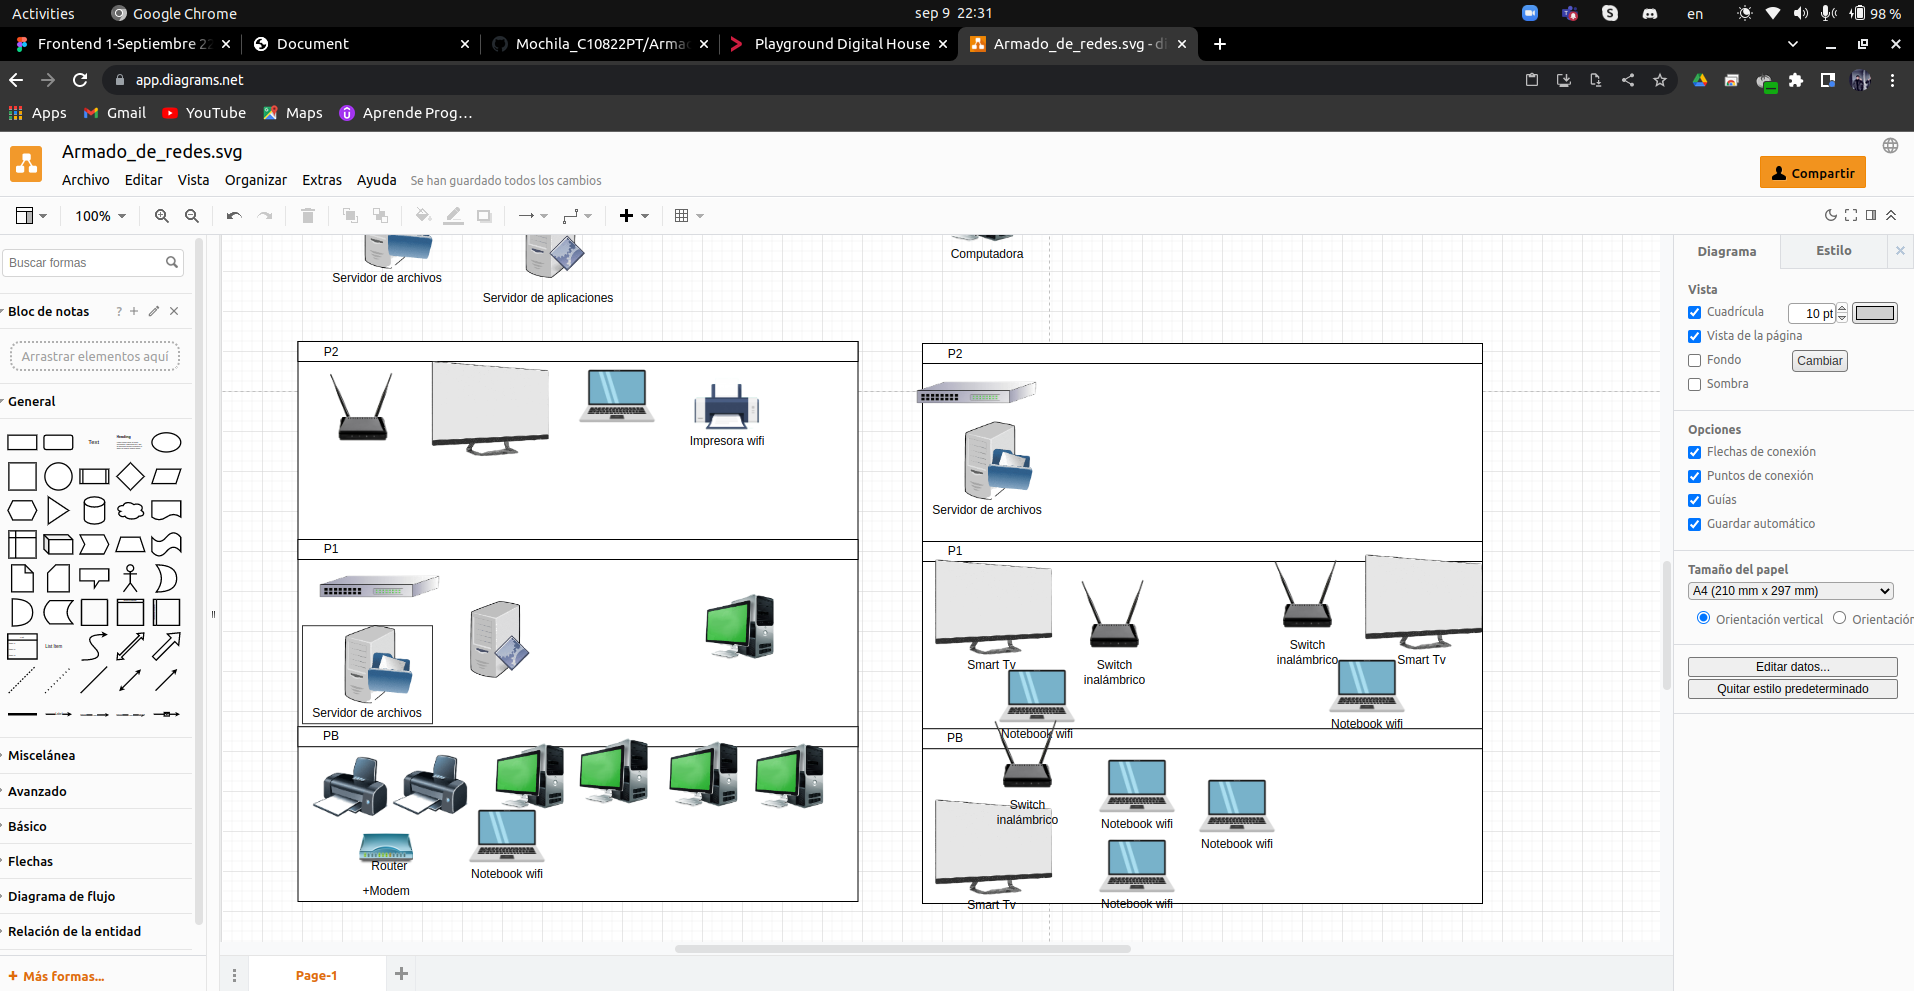 Activities
Google Chrome
sep 9 22:31
en
98 %
Frontend 1-Septiembre 22
Document
Mochila_C10822PT/Arma
Playground Digital House
Armado_de_redes.svg - di
app.diagrams.net
Apps
Gmail
YouTube
Maps
Aprende Prog…
Armado_de_redes.svg
Archivo
Editar
Vista
Organizar
Extras
Ayuda
Se han guardado todos los cambios
Compartir
100%
Buscar formas
Bloc de notas
?
Arrastrar elementos aquí
General
Text
Heading
List Item
Miscelánea
Avanzado
Básico
Flechas
Diagrama de flujo
Relación de la entidad
+ Más formas...
Servidor de archivos
Servidor de aplicaciones
Computadora
P2
Impresora wifi
P1
Servidor de archivos
PB
Router
+Modem
Notebook wifi
P2
Servidor de archivos
P1
Smart Tv
Switch
inalámbrico
Switch
inalámbrico
Smart Tv
Notebook wifi
Notebook wifi
PB
Switch
inalámbrico
Notebook wifi
Notebook wifi
Smart Tv
Notebook wifi
Page-1
Diagrama
Estilo
Vista
Cuadrícula
10 pt
Vista de la página
Fondo
Cambiar
Sombra
Opciones
Flechas de conexión
Puntos de conexión
Guías
Guardar automático
Tamaño del papel
A4 (210 mm x 297 mm)
Orientación vertical
Orientación
Editar datos...
Quitar estilo predeterminado